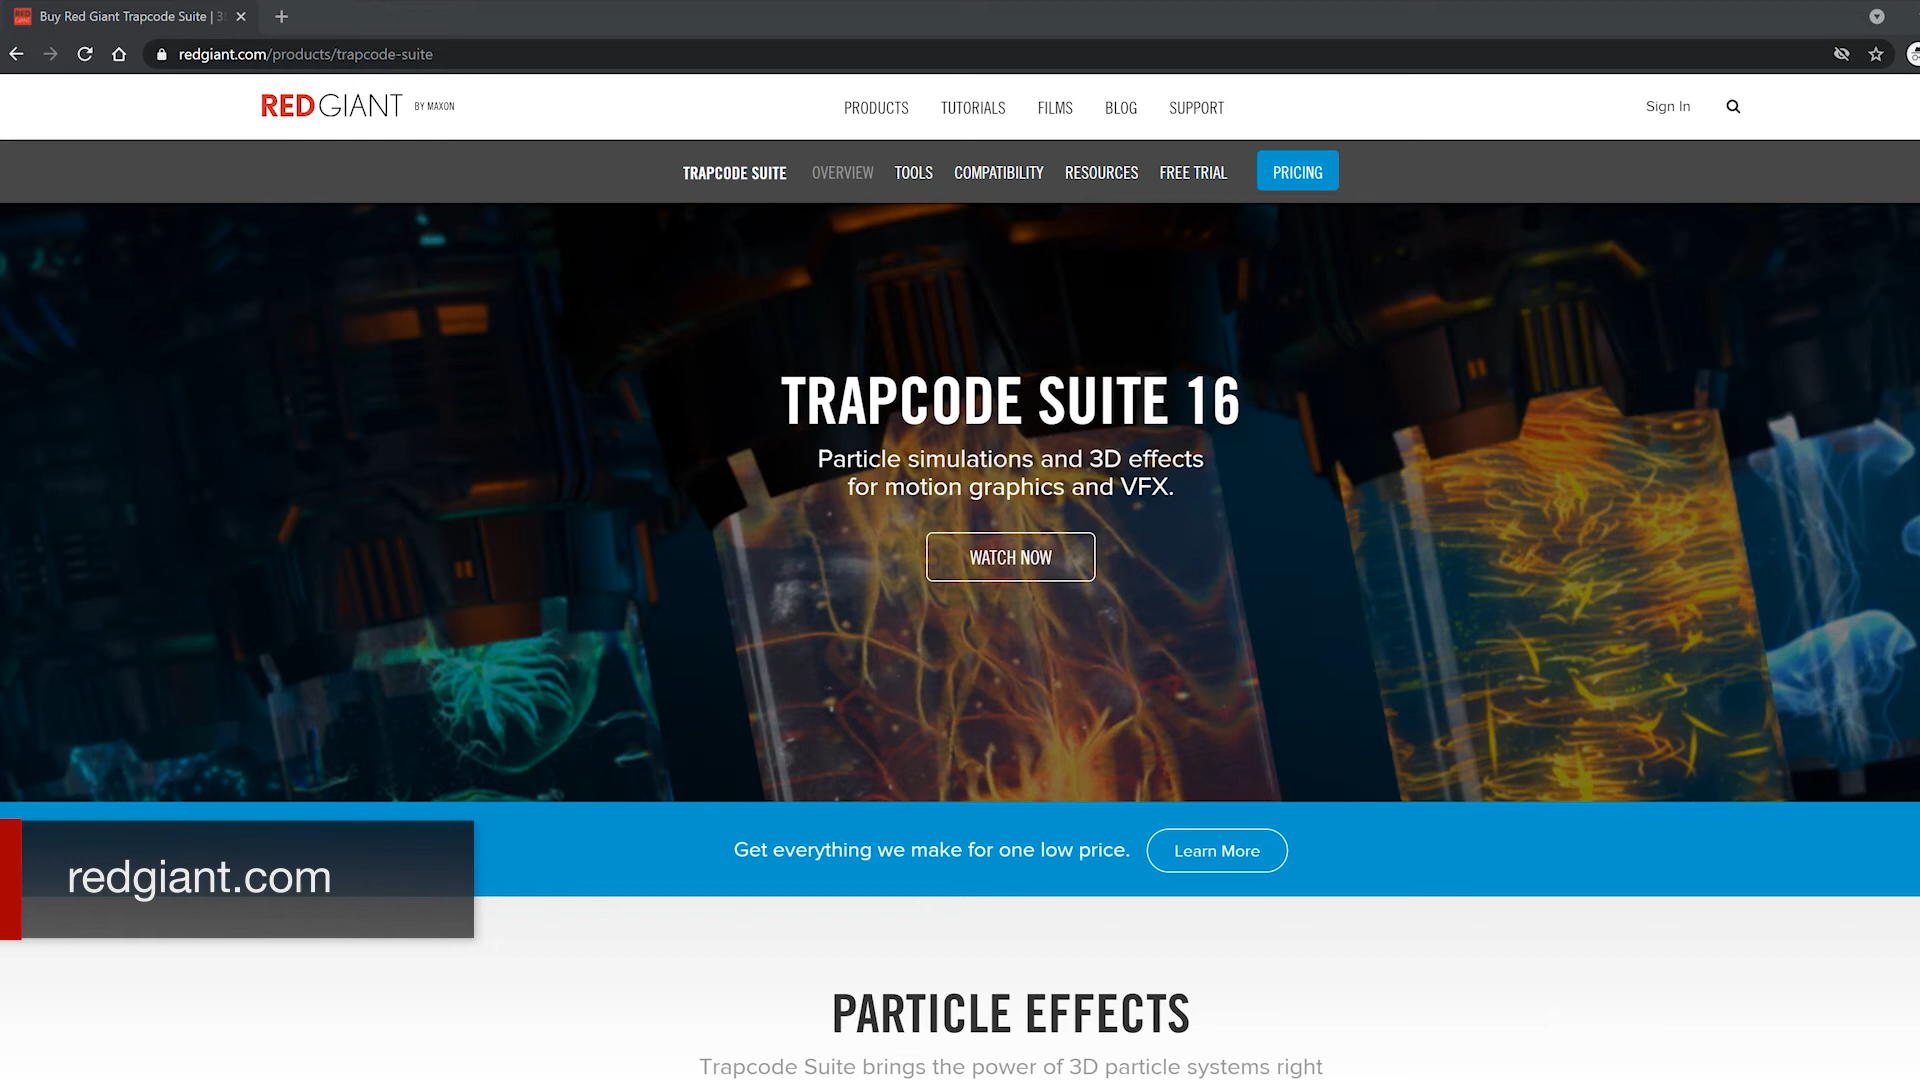 Buy Red Giant Trapcode Suite |
redgiant.com/products/trapcode-suite
REDGIANT BY MAXON
PRODUCTS TUTORIALS FILMS BLOG SUPPORT
Sign In
TRAPCODE SUITE OVERVIEW TOOLS COMPATIBILITY RESOURCES FREE TRIAL PRICING
TRAPCODE SUITE 16
Particle simulations and 3D effects
for motion graphics and VFX.
WATCH NOW
Get everything we make for one low price. Learn More
redgiant.com
PARTICLE EFFECTS
Trapcode Suite brings the power of 3D particle systems right